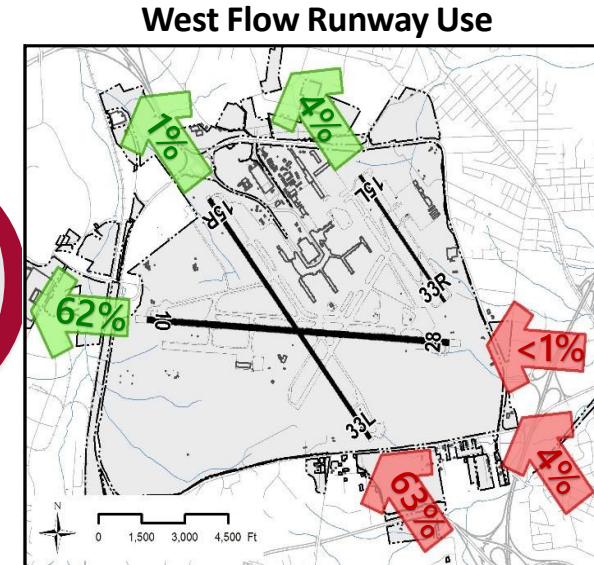 West Flow Runway Use
1%
4%
15R
15L
33R
62%
10
28
<1%
33L
4%
63%
N
0 1,500 3,000 4,500 Ft